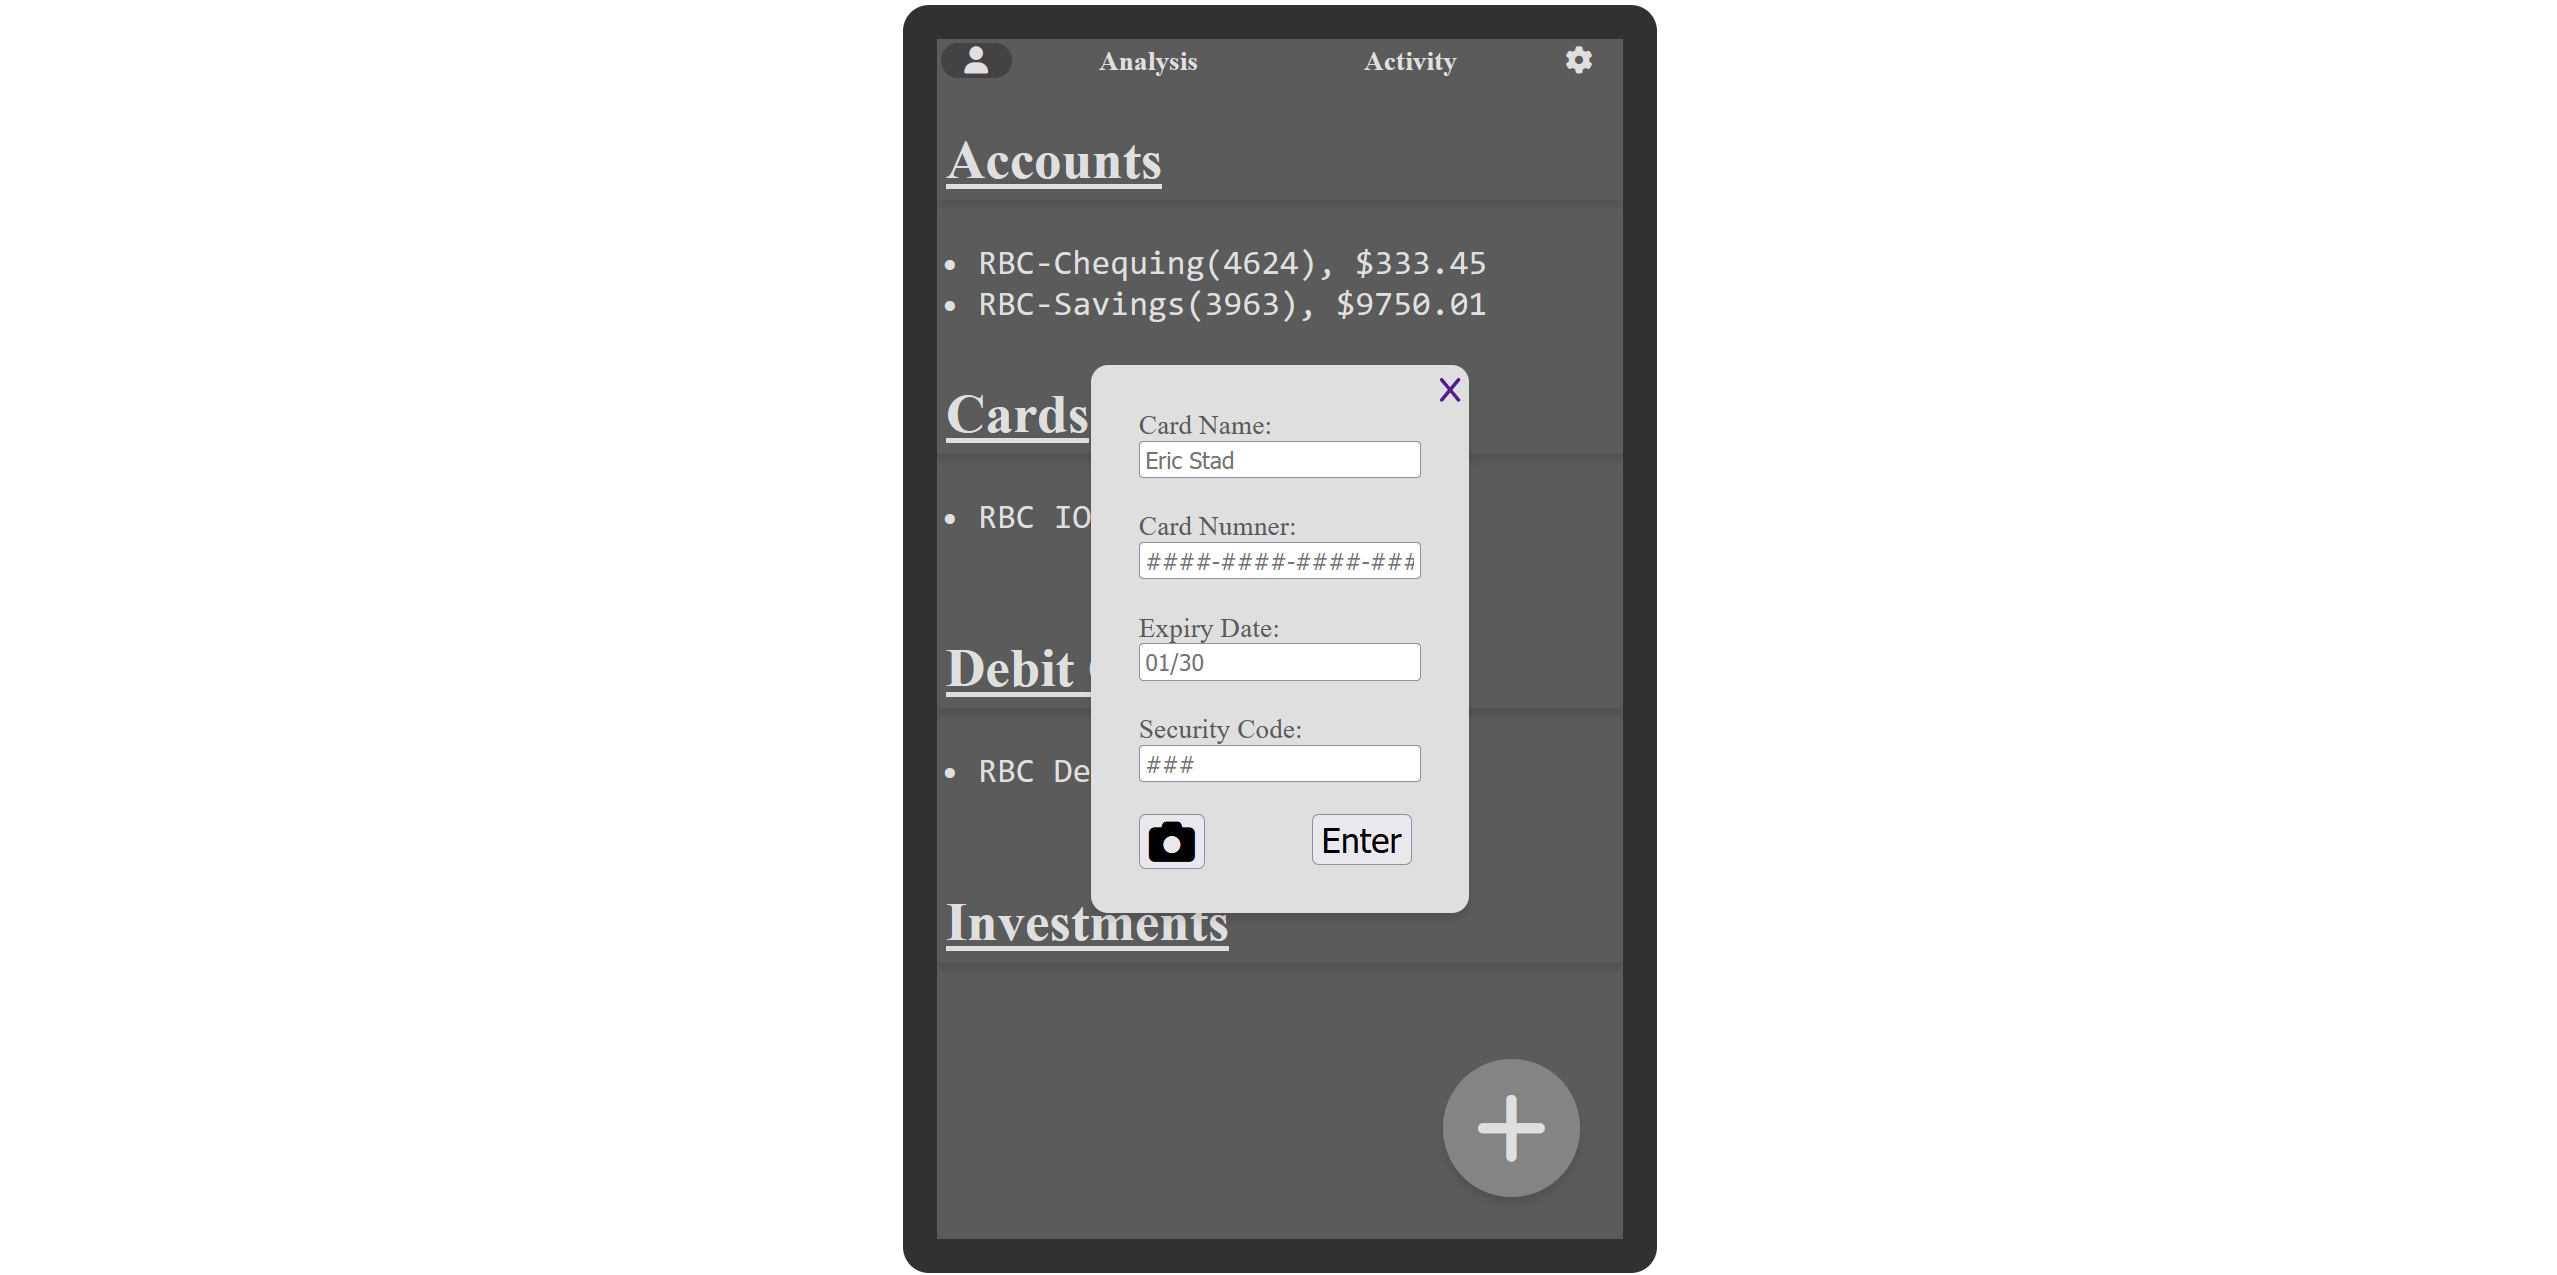 Analysis Activity
Accounts
• RBC-Chequing(4624), $333.45
• RBC-Savings(3963), $9750.01
X
Cards
Card Name:
Eric Stad
Card Numner:
####-####-####-###
• RBC IO
Expiry Date:
01/30
Debit
Security Code:
###
• RBC De
Enter
Investments